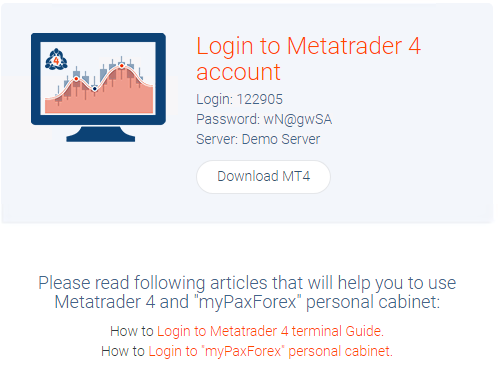 4
Login to Metatrader 4
account
Login: 122905
Password: wN@gwSA
Server: Demo Server
Download MT4
Please read following articles that will help you to use
Metatrader 4 and "myPaxForex" personal cabinet:
How to Login to Metatrader 4 terminal Guide.
How to Login to "myPaxForex" personal cabinet.